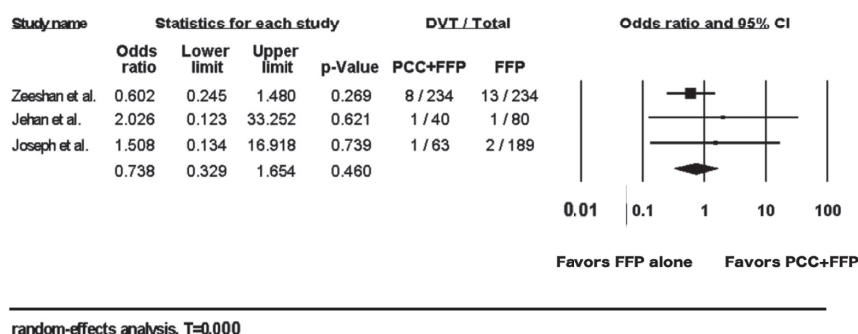 Study name Statistics for each study DVT / Total Odds ratio and 95% CI
Odds ratio Lower limit Upper limit p-Value PCC+FFP FFP
Zeeshan et al. 0.602 0.245 1.480 0.269 8 / 234 13 / 234
Jehan et al. 2.026 0.123 33.252 0.621 1 / 40 1 / 80
Joseph et al. 1.508 0.134 16.918 0.739 1 / 63 2 / 189
0.738 0.329 1.654 0.460
0.01 0.1 1 10 100
Favors FFP alone Favors PCC+FFP
random-effects analysis, T=0.000